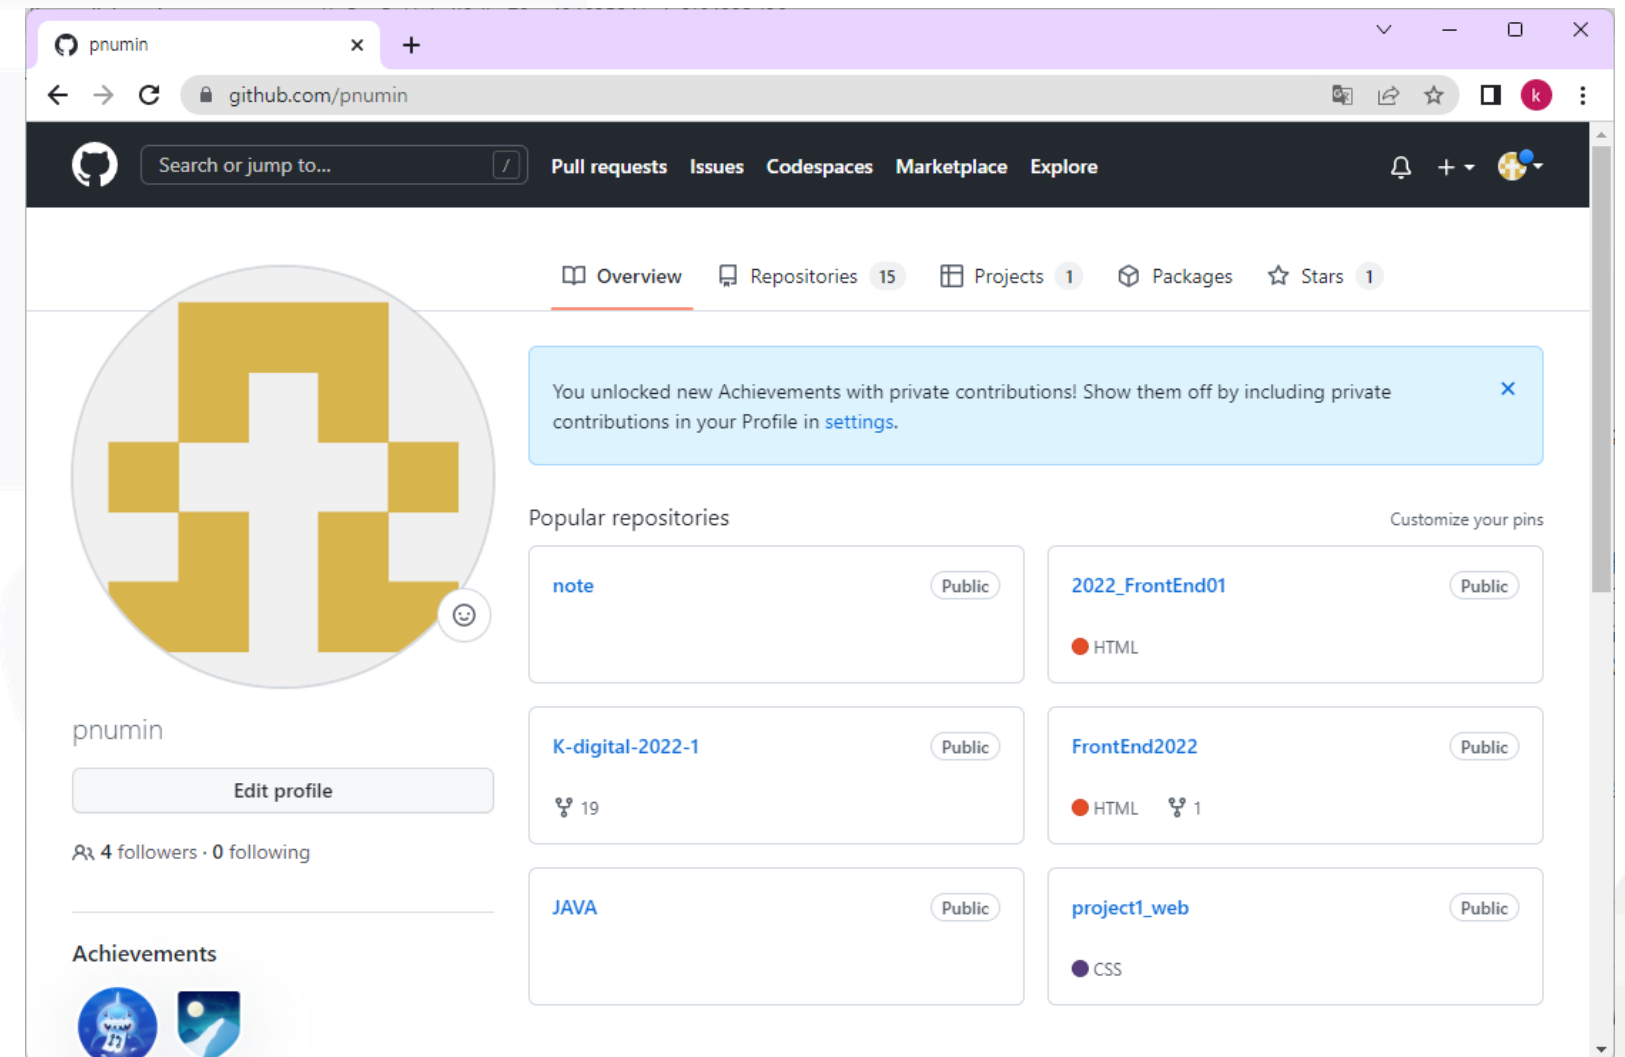 pnumin
github.com/pnumin
k
Search or jump to... /
Pull requests Issues Codespaces Marketplace Explore
Overview Repositories 15 Projects 1 Packages Stars 1
You unlocked new Achievements with private contributions! Show them off by including private
contributions in your Profile in settings.
Popular repositories
Customize your pins
note Public
2022_FrontEnd01 Public
HTML
K-digital-2022-1 Public
19
FrontEnd2022 Public
HTML 1
JAVA Public
project1_web Public
CSS
pnumin
Edit profile
4 followers · 0 following
Achievements